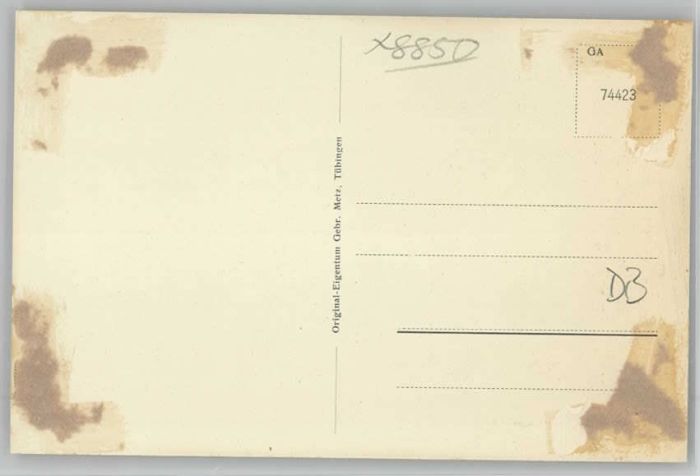 x8850
GA
74423
Original-Eigentum Gebr. Metz, Tübingen
DB